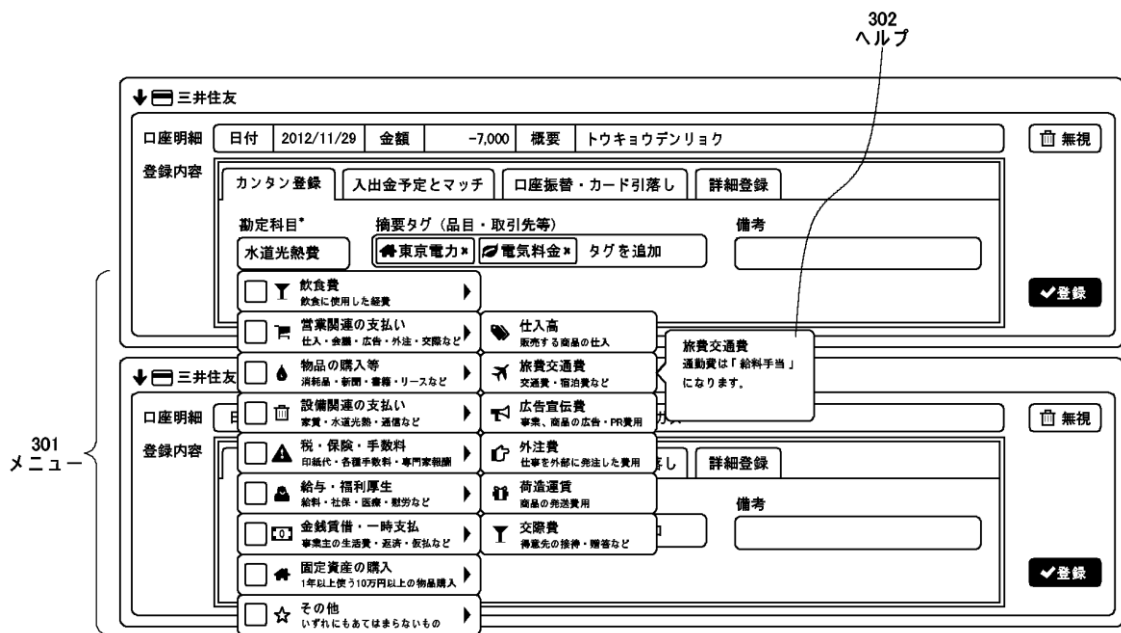 302
ヘルプ
三井住友
口座明細 日付 2012/11/29 金額 -7,000 概要 トウキョウデンリョク 無視
登録内容 カンタン登録 入出金予定とマッチ 口座振替・カード引落し 詳細登録
勘定科目* 摘要タグ(品目・取引先等) 備考
水道光熱費 東京電力× 電気料金× タグを追加
登録
301
メニュー
飲食費
飲食に使用した経費
営業関連の支払い
仕入・会議・広告・外注・交際など
物品の購入等
消耗品・新聞・書籍・リースなど
設備関連の支払い
家賃・水道光熱・通信など
税・保険・手数料
印紙代・各種手数料・専門家報酬
給与・福利厚生
給料・社保・医療・慰労など
金銭貸借・一時支払
事業主の生活費・返済・仮払など
固定資産の購入
1年以上使う10万円以上の物品購入
その他
いずれにもあてはまらないもの
仕入高
販売する商品の仕入
旅費交通費
交通費・宿泊費など
広告宣伝費
事業、商品の広告・PR費用
外注費
仕事を外部に発注した費用
荷造運賃
商品の発送費用
交際費
得意先の接待・贈答など
旅費交通費
通勤費は「給料手当」
になります。
三井住友
口座明細 無視
登録内容 落し 詳細登録
備考
登録